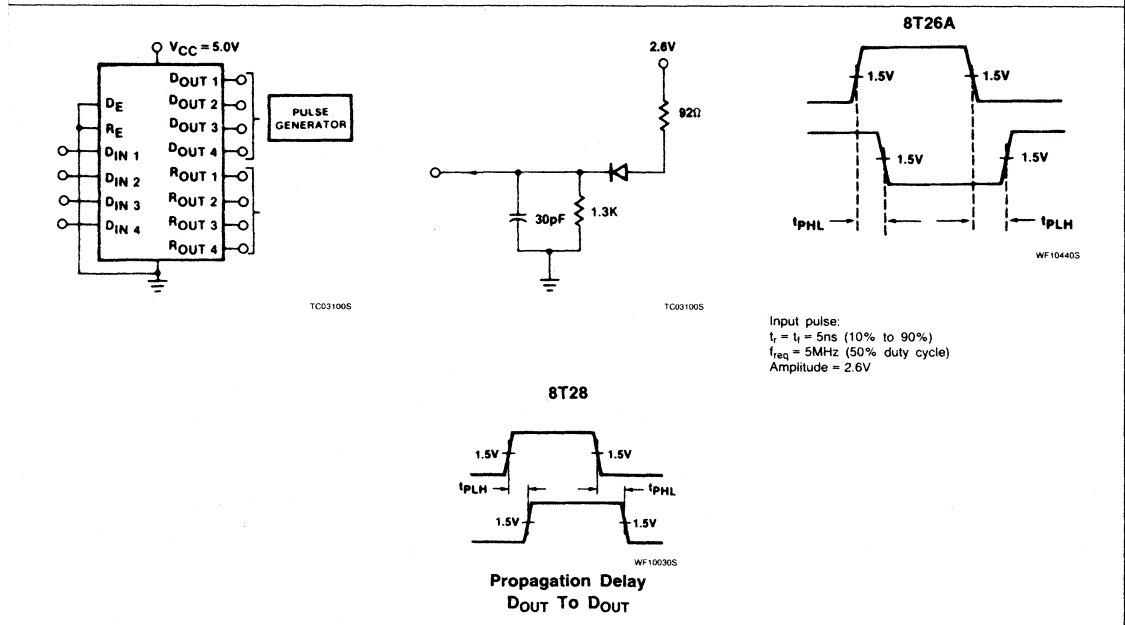 V_CC = 5.0V
D_E
R_E
D_IN 1
D_IN 2
D_IN 3
D_IN 4
D_OUT 1
D_OUT 2
D_OUT 3
D_OUT 4
R_OUT 1
R_OUT 2
R_OUT 3
R_OUT 4
PULSE
GENERATOR
TC03100S
2.6V
92Ω
30pF
1.3K
TC03100S
8T26A
1.5V
1.5V
1.5V
1.5V
t_PHL
t_PLH
WF10440S
Input pulse:
t_r = t_f = 5ns (10% to 90%)
f_req = 5MHz (50% duty cycle)
Amplitude = 2.6V
8T28
1.5V
1.5V
t_PLH
t_PHL
1.5V
1.5V
WF10030S
Propagation Delay
D_OUT To D_OUT